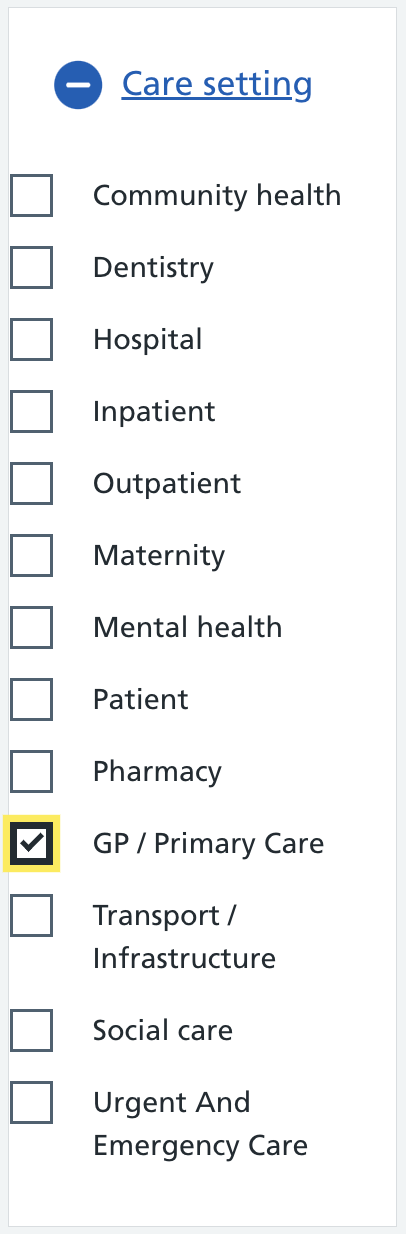 Care setting
Community health
Dentistry
Hospital
Inpatient
Outpatient
Maternity
Mental health
Patient
Pharmacy
GP / Primary Care
Transport /
Infrastructure
Social care
Urgent And
Emergency Care